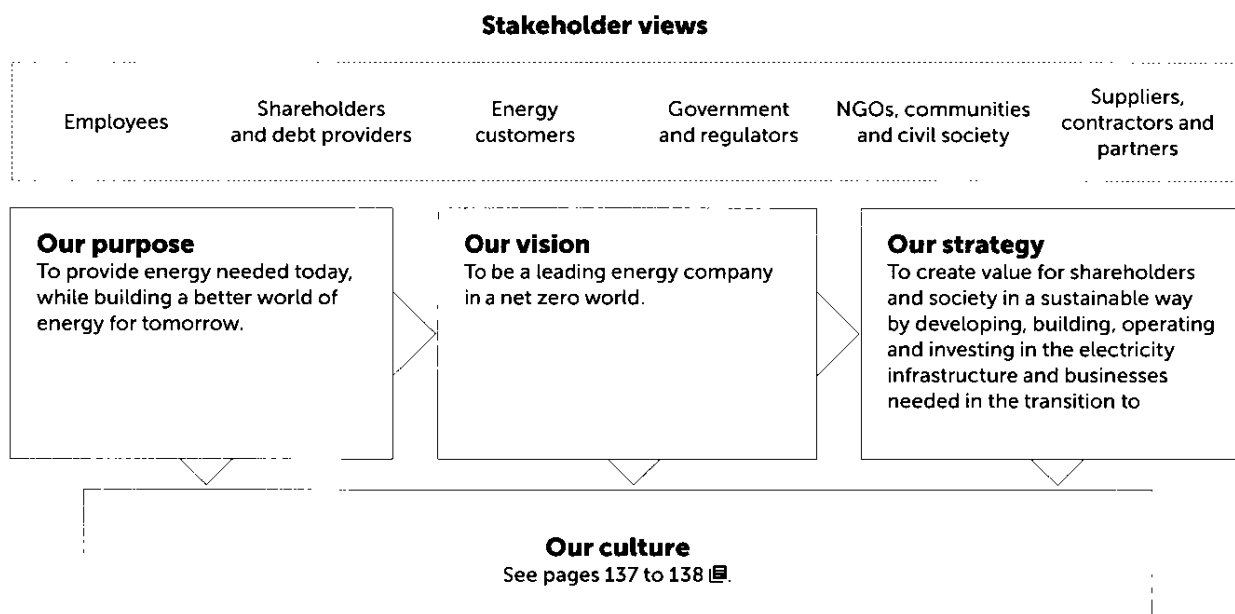 Stakeholder views
Employees
Shareholders
and debt providers
Energy
customers
Government
and regulators
NGOs, communities
and civil society
Suppliers,
contractors and
partners
Our purpose
To provide energy needed today,
while building a better world of
energy for tomorrow.
Our vision
To be a leading energy company
in a net zero world.
Our strategy
To create value for shareholders
and society in a sustainable way
by developing, building, operating
and investing in the electricity
infrastructure and businesses
needed in the transition to
Our culture
See pages 137 to 138.